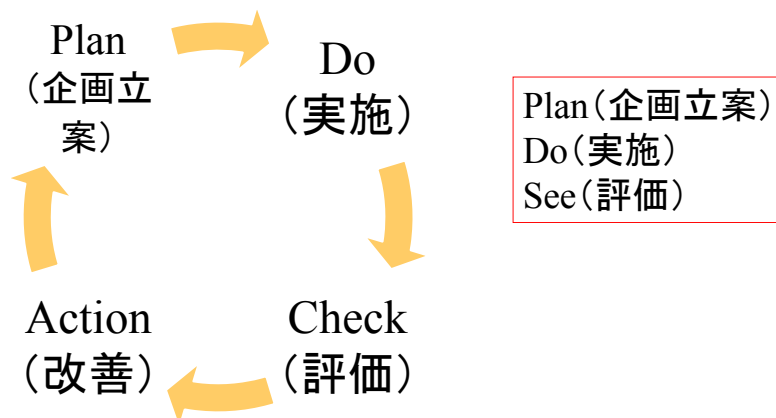 Plan
（企画立
案）
Do
（実施）
Check
（評価）
Action
（改善）
Plan（企画立案）
Do（実施）
See（評価）